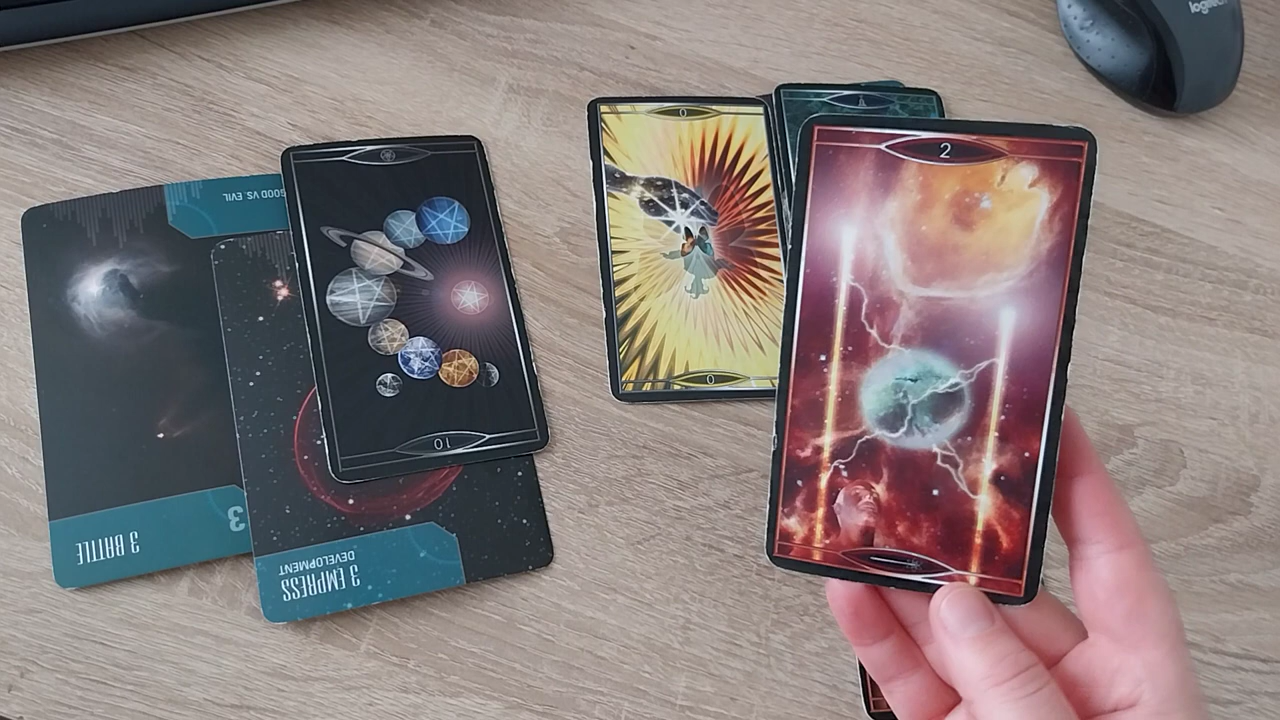 logitech
GOOD VS. EVIL
3
3 BATTLE
3 EMPRESS
DEVELOPMENT
10
0
0
2